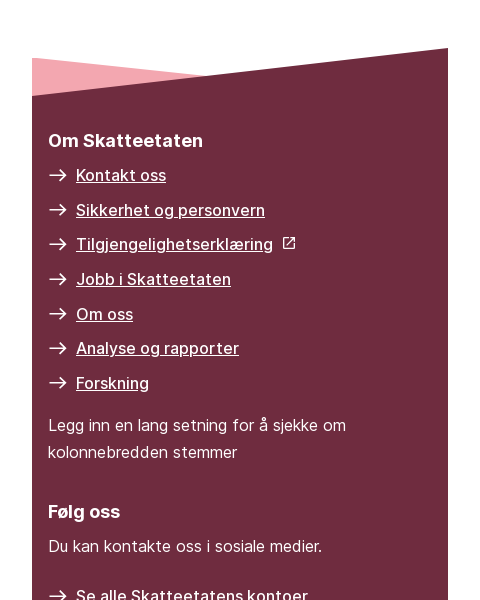 Om Skatteetaten
Kontakt oss
Sikkerhet og personvern
Tilgjengelighetserklæring
Jobb i Skatteetaten
Om oss
Analyse og rapporter
Forskning
Legg inn en lang setning for å sjekke om
kolonnebredden stemmer
Følg oss
Du kan kontakte oss i sosiale medier.
Se alle Skatteetatens kontoer